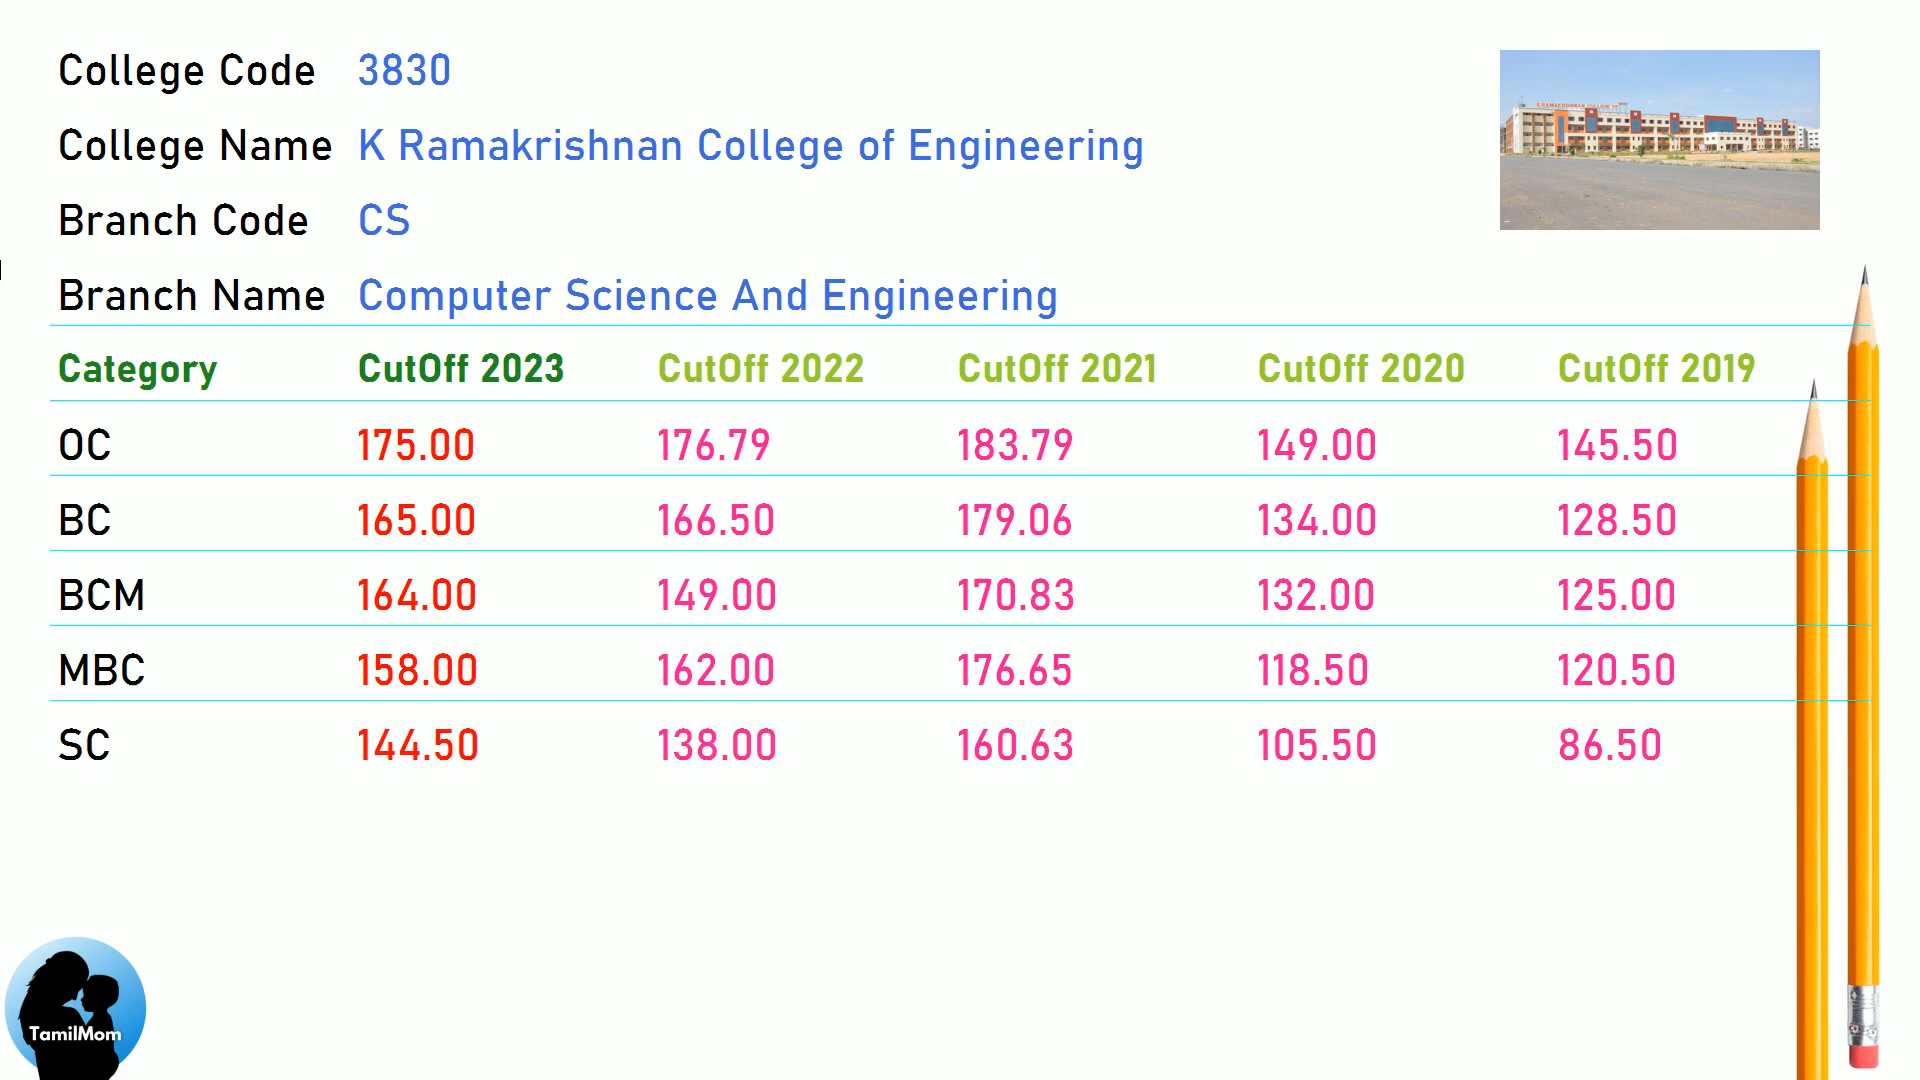 College Code 3830
College Name K Ramakrishnan College of Engineering
Branch Code CS
Branch Name Computer Science And Engineering
Category CutOff 2023 CutOff 2022 CutOff 2021 CutOff 2020 CutOff 2019
OC 175.00 176.79 183.79 149.00 145.50
BC 165.00 166.50 179.06 134.00 128.50
BCM 164.00 149.00 170.83 132.00 125.00
MBC 158.00 162.00 176.65 118.50 120.50
SC 144.50 138.00 160.63 105.50 86.50
K.RAMAKRISHNAN COLLEGE OF
TamilMom